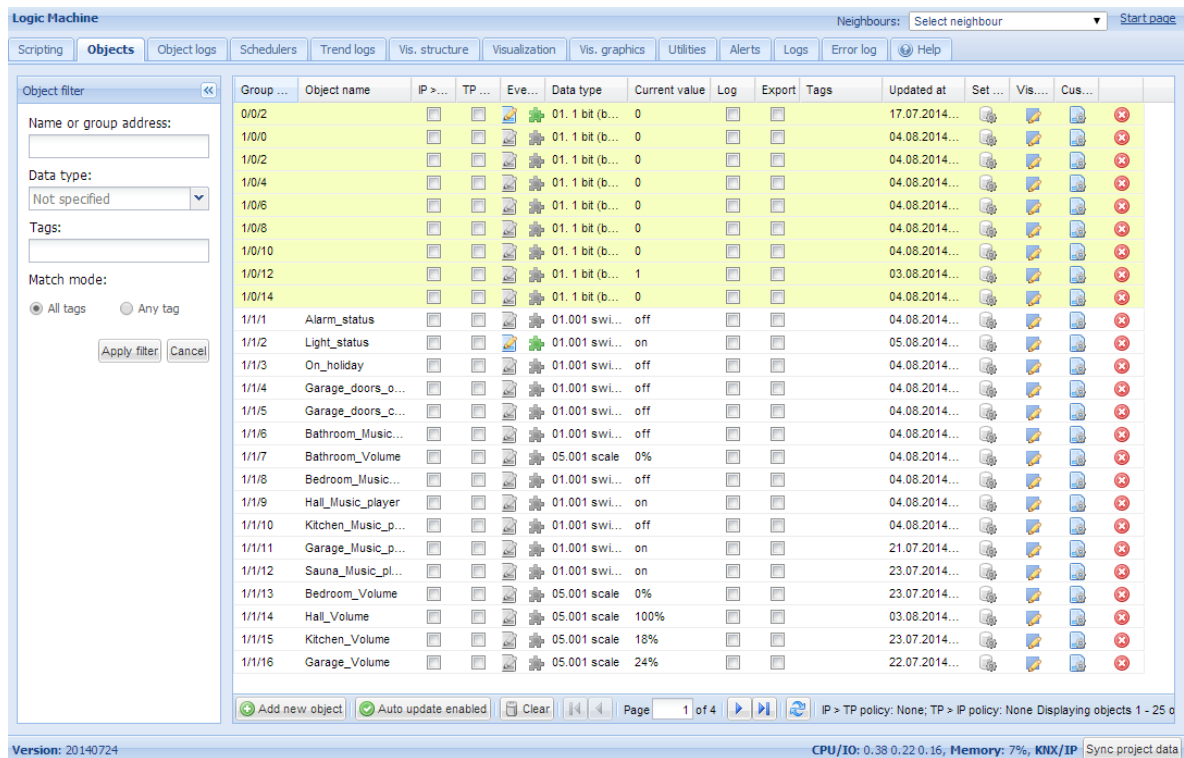 Logic Machine Neighbours: Select neighbour Start page
Scripting Objects Object logs Schedulers Trend logs Vis. structure Visualization Vis. graphics Utilities Alerts Logs Error log Help
Object filter
Name or group address:
Data type:
Not specified
Tags:
Match mode:
All tags Any tag
Apply filter Cancel
Group ... Object name IP >... TP ... Eve... Data type Current value Log Export Tags Updated at Set ... Vis.... Cus...
0/0/2 01. 1 bit (b... 0 17.07.2014...
1/0/0 01. 1 bit (b... 0 04.08.2014...
1/0/2 01. 1 bit (b... 0 04.08.2014...
1/0/4 01. 1 bit (b... 0 04.08.2014...
1/0/6 01. 1 bit (b... 0 04.08.2014...
1/0/8 01. 1 bit (b... 0 04.08.2014...
1/0/10 01. 1 bit (b... 0 04.08.2014...
1/0/12 01. 1 bit (b... 1 03.08.2014...
1/0/14 01. 1 bit (b... 0 04.08.2014...
1/1/1 Alarm_status 01.001 swi... off 04.08.2014...
1/1/2 Light_status 01.001 swi... on 05.08.2014...
1/1/3 On_holiday 01.001 swi... off 04.08.2014...
1/1/4 Garage_doors_o... 01.001 swi... off 04.08.2014...
1/1/5 Garage_doors_c... 01.001 swi... off 04.08.2014...
1/1/6 Bathroom_Music... 01.001 swi... off 04.08.2014...
1/1/7 Bathroom_Volume 05.001 scale 0% 04.08.2014...
1/1/8 Bedroom_Music... 01.001 swi... off 04.08.2014...
1/1/9 Hall_Music_player 01.001 swi... on 04.08.2014...
1/1/10 Kitchen_Music_p... 01.001 swi... off 04.08.2014...
1/1/11 Garage_Music_p... 01.001 swi... on 21.07.2014...
1/1/12 Sauna_Music_pl... 01.001 swi... on 23.07.2014...
1/1/13 Bedroom_Volume 05.001 scale 0% 23.07.2014...
1/1/14 Hall_Volume 05.001 scale 100% 03.08.2014...
1/1/15 Kitchen_Volume 05.001 scale 18% 23.07.2014...
1/1/16 Garage_Volume 05.001 scale 24% 22.07.2014...
Add new object Auto update enabled Clear Page 1 of 4 IP > TP policy: None; TP > IP policy: None Displaying objects 1 - 25 o
Version: 20140724 CPU/IO: 0.38 0.22 0.16, Memory: 7%, KNX/IP Sync project data